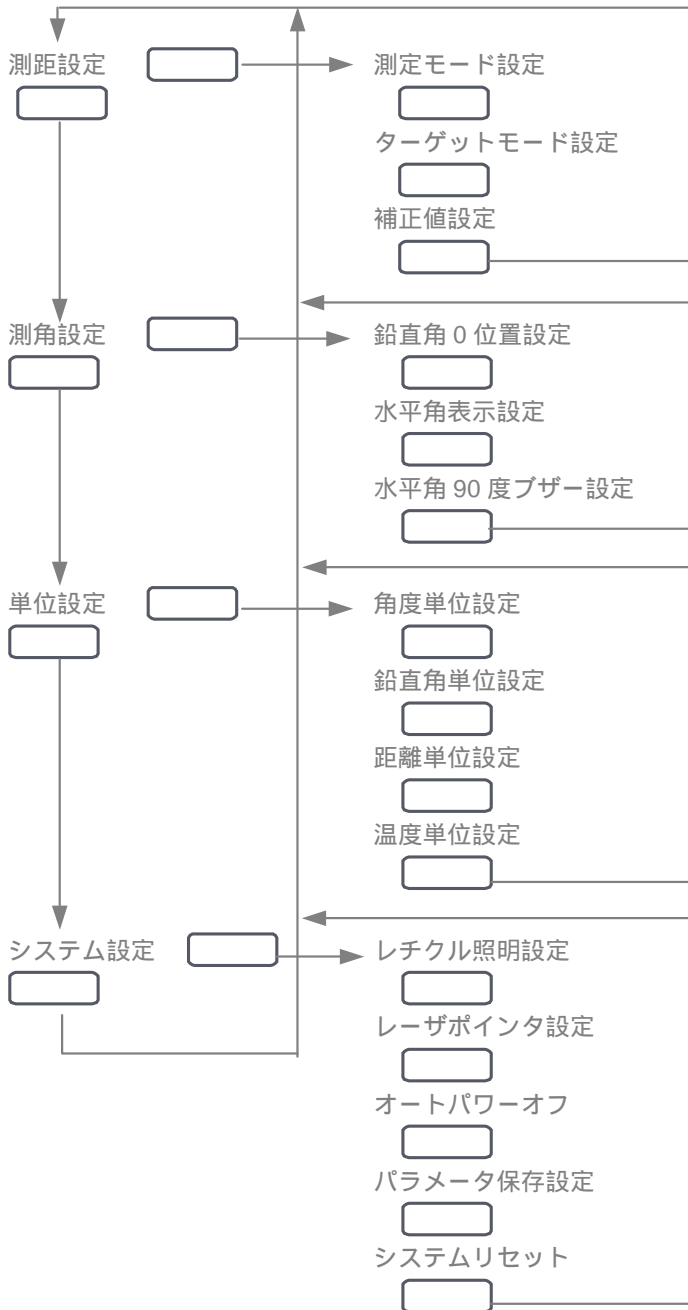 測距設定
測定モード設定
ターゲットモード設定
補正値設定
測角設定
鉛直角 0 位置設定
水平角表示設定
水平角 90 度ブザー設定
単位設定
角度単位設定
鉛直角単位設定
距離単位設定
温度単位設定
システム設定
レチクル照明設定
レーザポインタ設定
オートパワーオフ
パラメータ保存設定
システムリセット